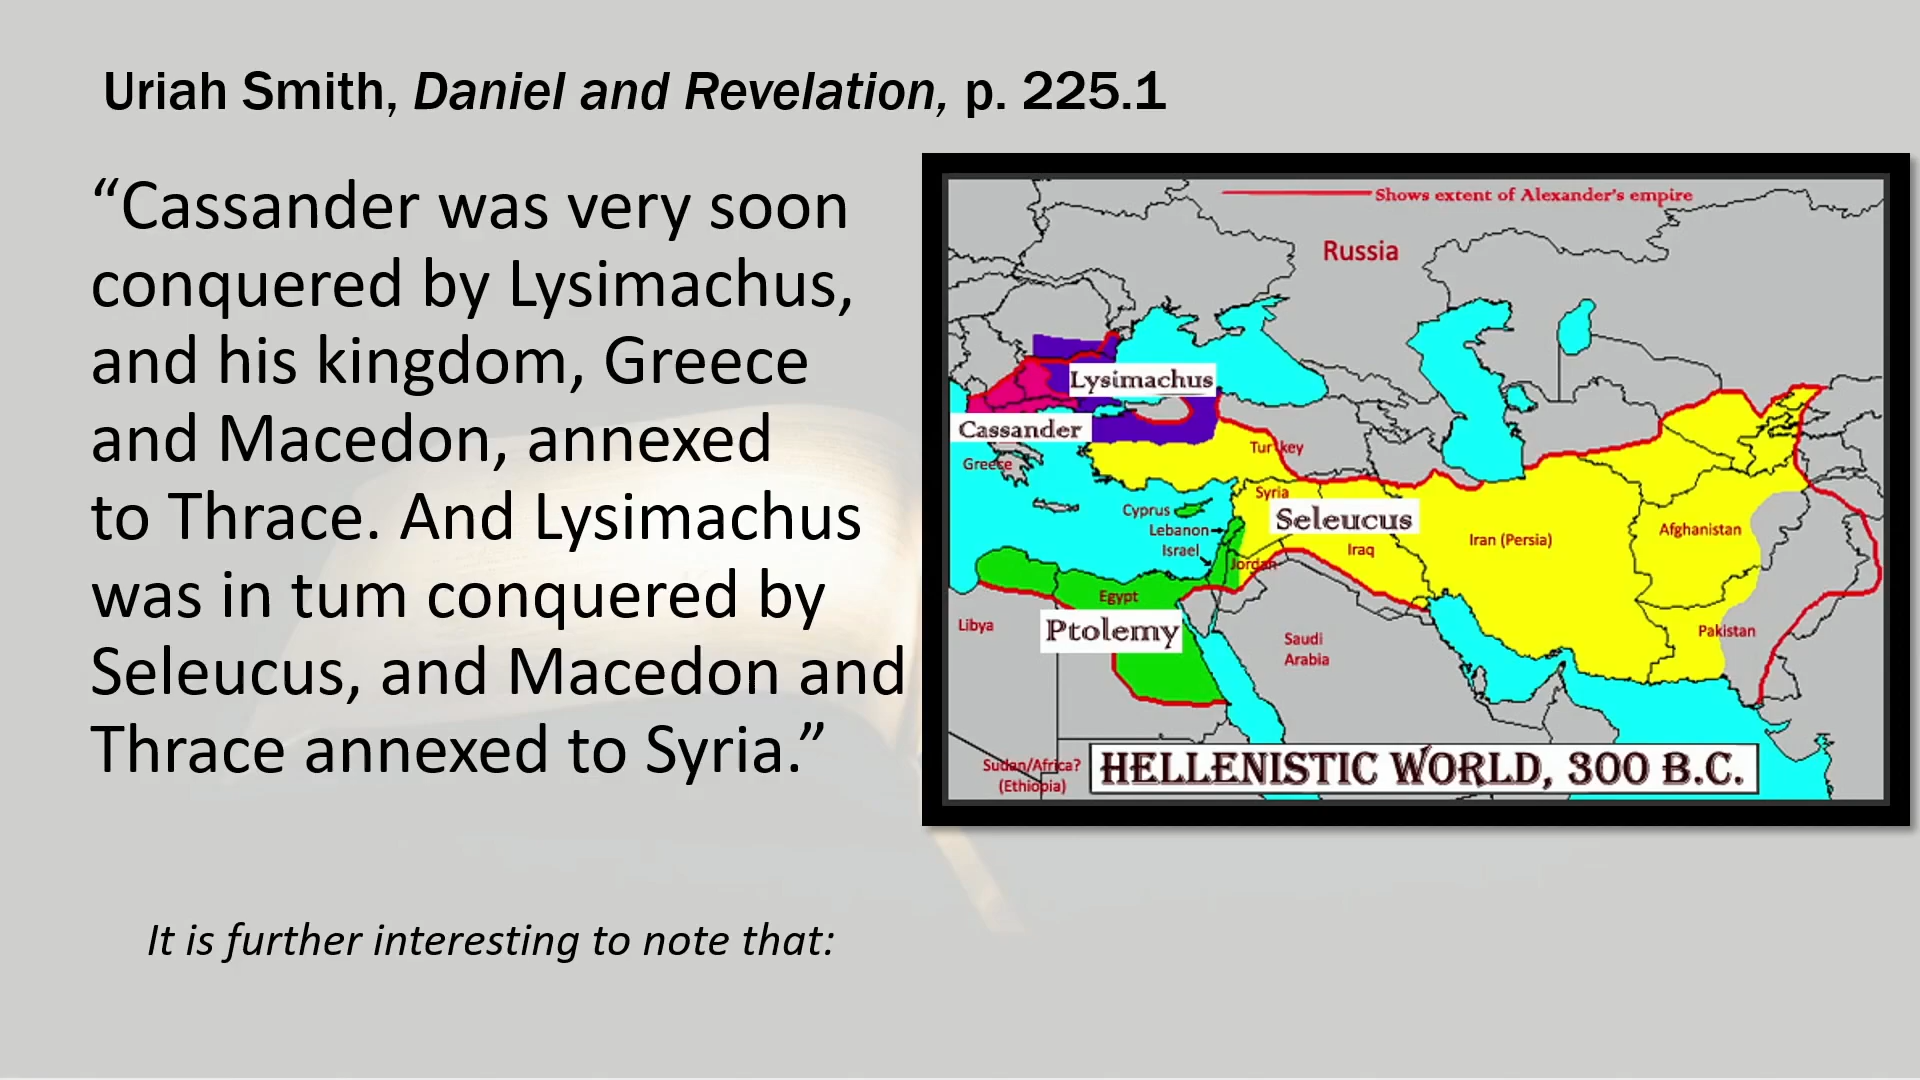 Uriah Smith, Daniel and Revelation, p. 225.1
“Cassander was very soon
conquered by Lysimachus,
and his kingdom, Greece
and Macedon, annexed
to Thrace. And Lysimachus
was in tum conquered by
Seleucus, and Macedon and
Thrace annexed to Syria.”
It is further interesting to note that:
Shows extent of Alexander's empire
Russia
Lysimachus
Cassander
Greece
Turkey
Syria
Cyprus
Seleucus
Lebanon
Israel
Iraq
Iran (Persia)
Afghanistan
Jordan
Egypt
Libya
Ptolemy
Saudi
Arabia
Pakistan
Sudan/Africa?
(Ethiopia)
HELLENISTIC WORLD, 300 B.C.